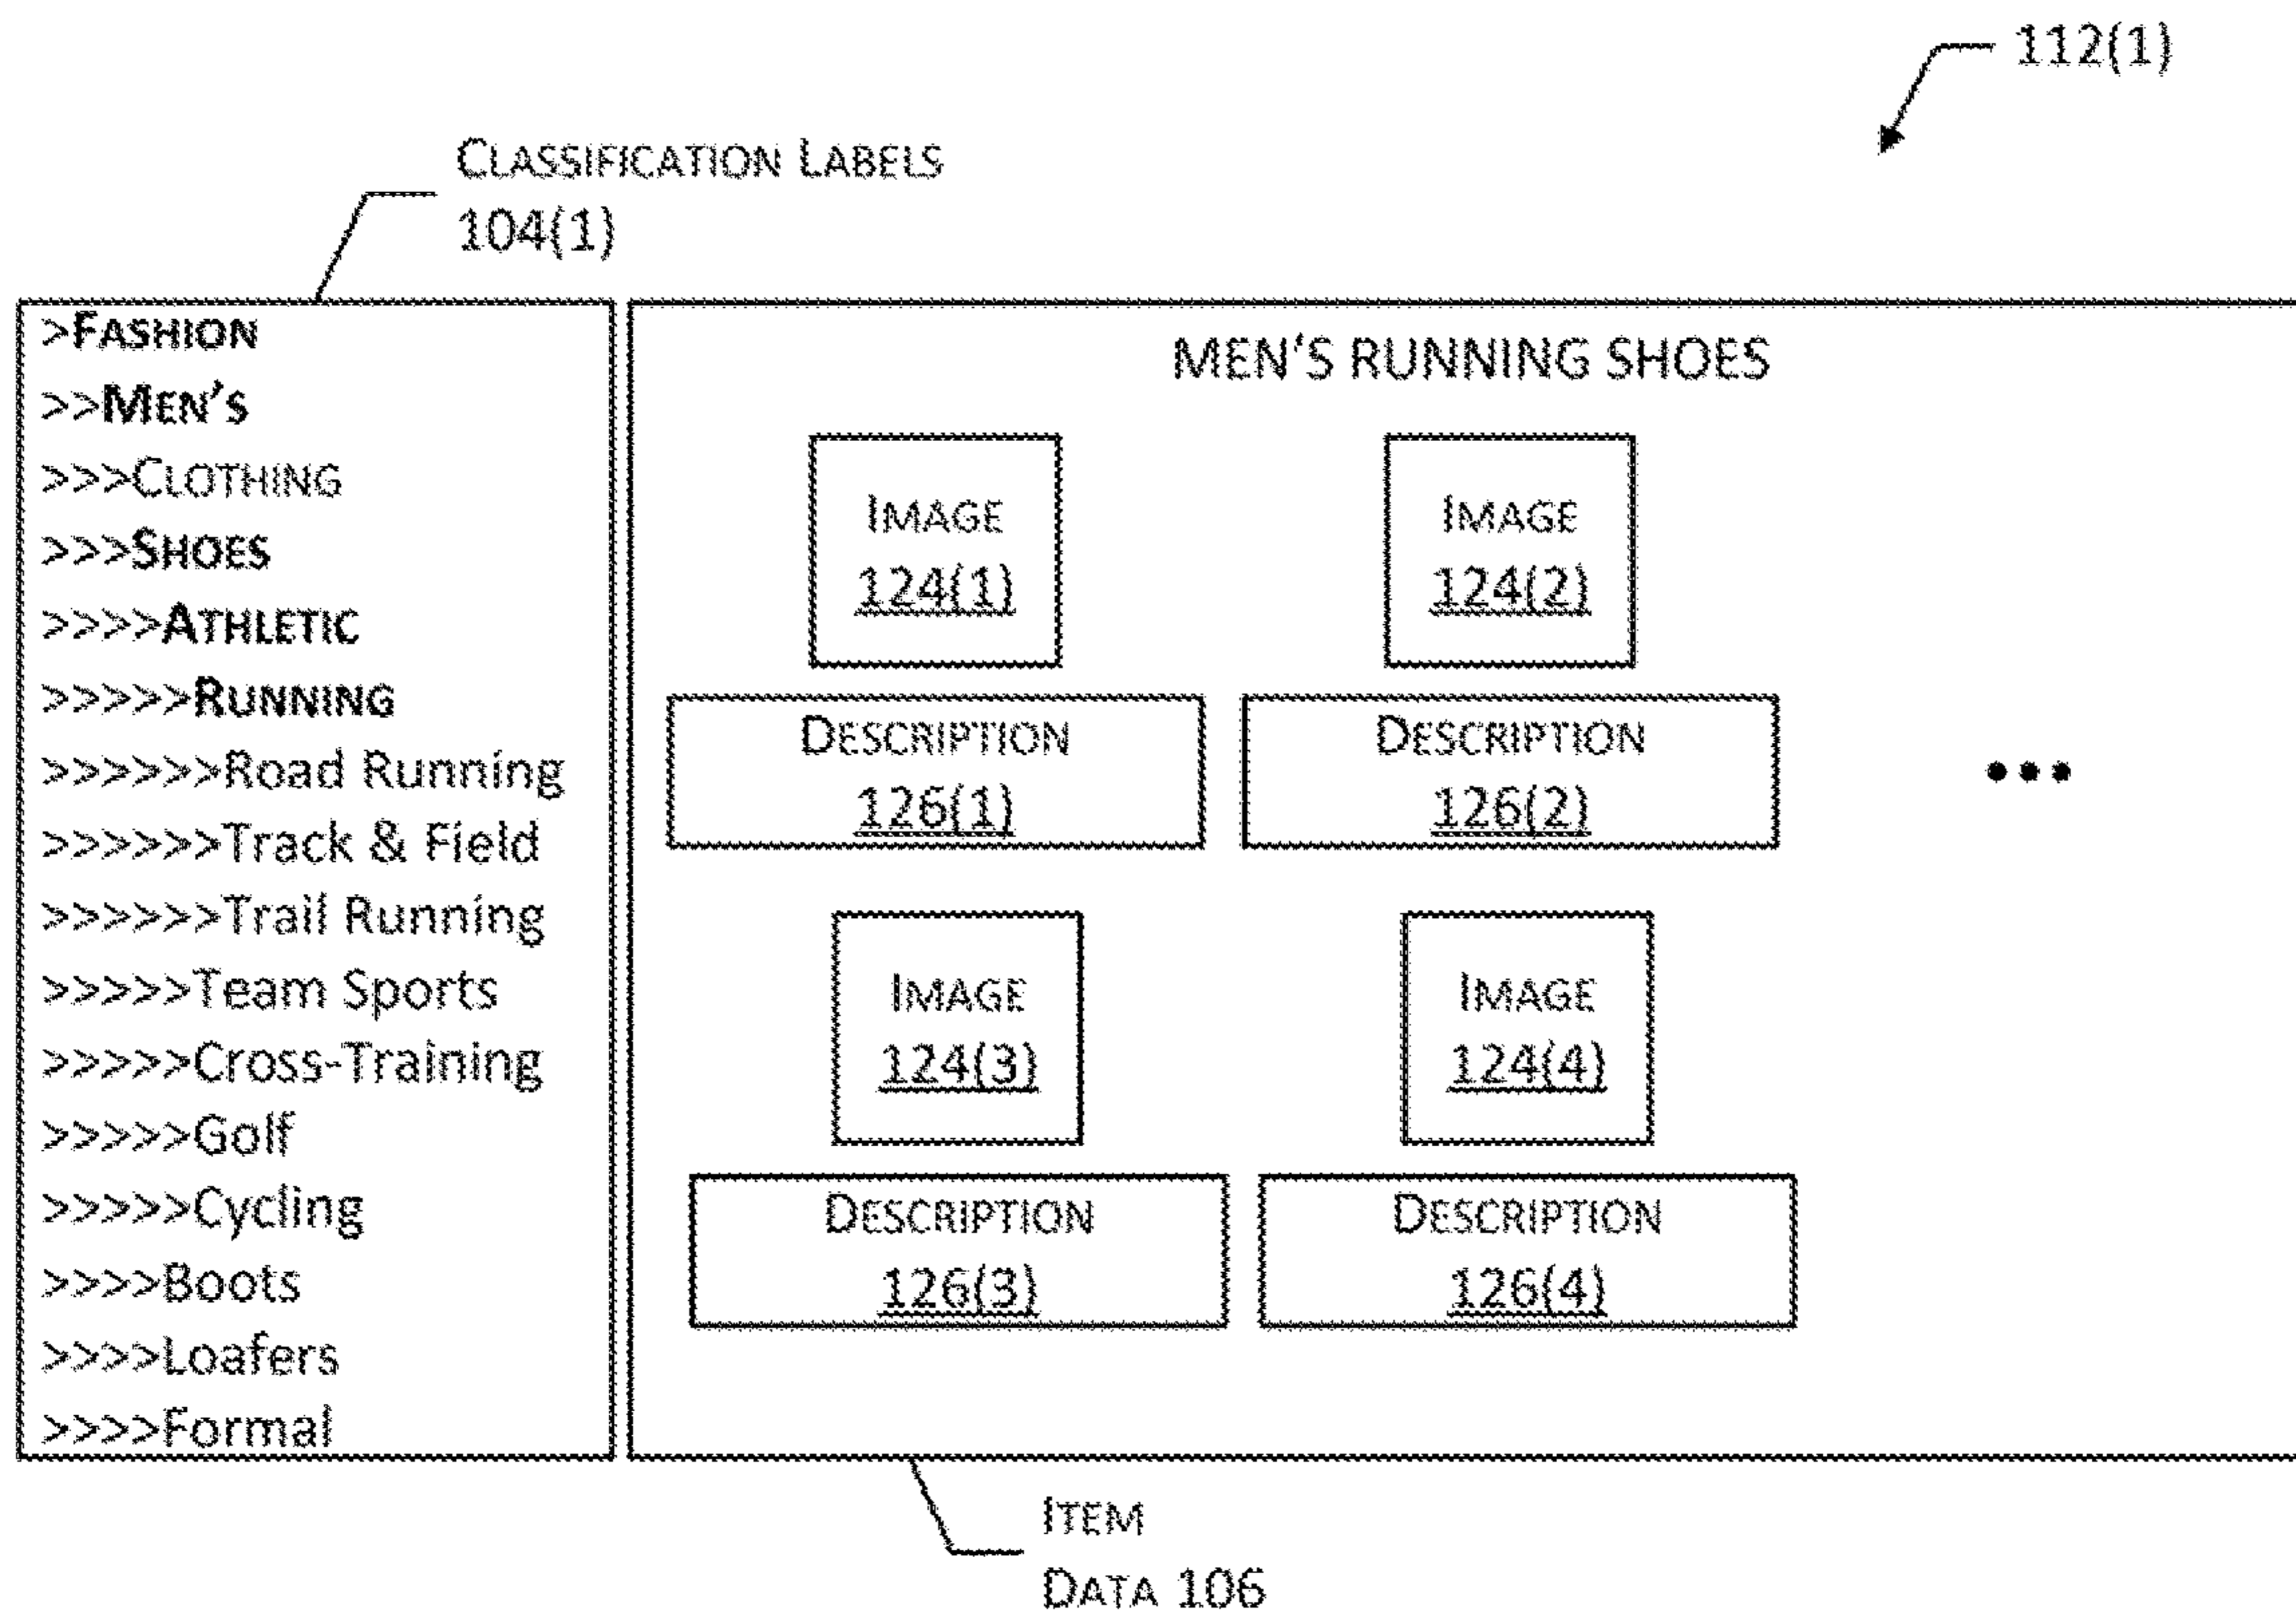 112(1)
CLASSIFICATION LABELS
104(1)
>FASHION
>>MEN'S
>>>CLOTHING
>>>SHOES
>>>>ATHLETIC
>>>>>RUNNING
>>>>>>Road Running
>>>>>>Track & Field
>>>>>>Trail Running
>>>>>Team Sports
>>>>>Cross-Training
>>>>>Golf
>>>>>Cycling
>>>>Boots
>>>>Loafers
>>>>Formal
MEN'S RUNNING SHOES
IMAGE
124(1)
DESCRIPTION
126(1)
IMAGE
124(2)
DESCRIPTION
126(2)
•••
IMAGE
124(3)
DESCRIPTION
126(3)
IMAGE
124(4)
DESCRIPTION
126(4)
ITEM
DATA 106